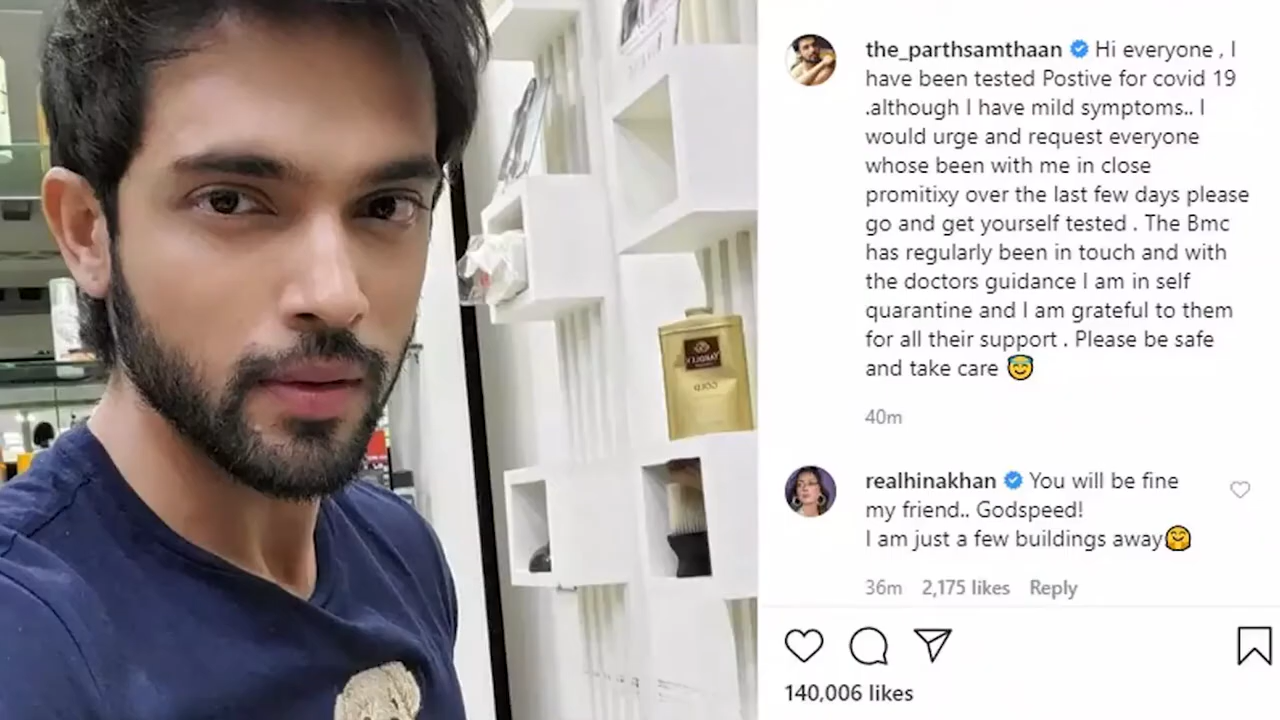 the_parthsamthaan Hi everyone , I
have been tested Postive for covid 19
.although I have mild symptoms.. I
would urge and request everyone
whose been with me in close
promitixy over the last few days please
go and get yourself tested . The Bmc
has regularly been in touch and with
the doctors guidance I am in self
quarantine and I am grateful to them
for all their support . Please be safe
and take care 😇
40m
realhinakhan You will be fine
my friend.. Godspeed!
I am just a few buildings away🤗
36m 2,175 likes Reply
140,006 likes
YARDLEY
GOLD